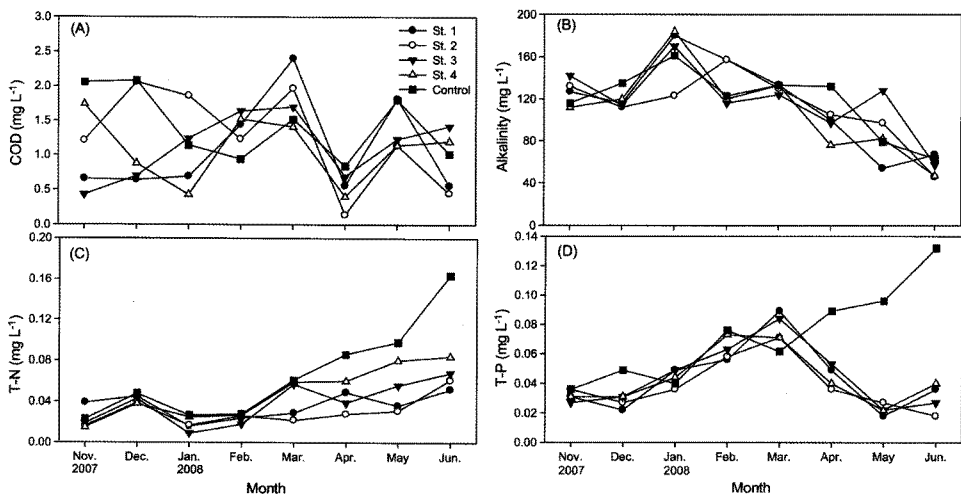 (A)
St. 1
St. 2
St. 3
St. 4
Control
COD (mg L-1)
3.0
2.5
2.0
1.5
1.0
0.5
0.0
(B)
Alkalinity (mg L-1)
200
160
120
80
40
0
(C)
T-N (mg L-1)
0.20
0.16
0.12
0.08
0.04
0.00
Nov. 2007
Dec.
Jan. 2008
Feb.
Mar.
Apr.
May
Jun.
Month
(D)
T-P (mg L-1)
0.14
0.12
0.10
0.08
0.06
0.04
0.02
0.00
Nov. 2007
Dec.
Jan. 2008
Feb.
Mar.
Apr.
May
Jun.
Month